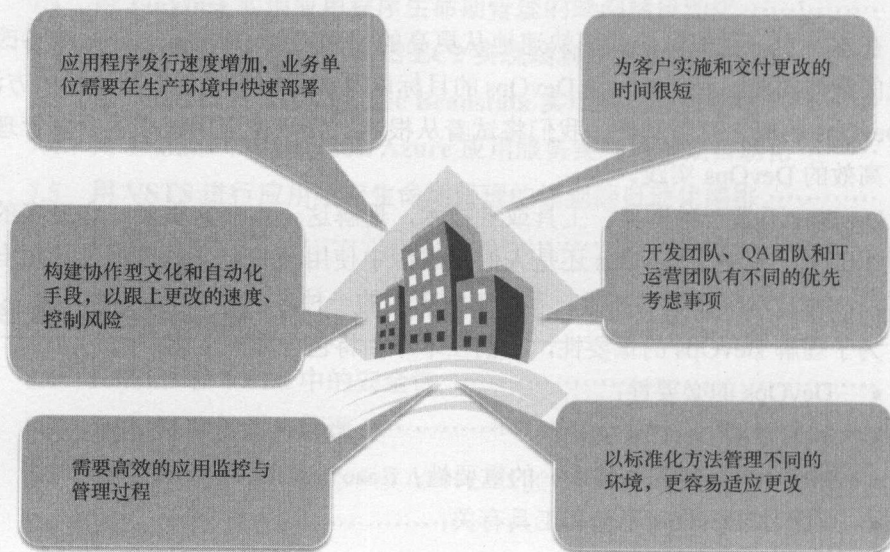 应用程序发行速度增加，业务单
位需要在生产环境中快速部署
为客户实施和交付更改的
时间很短
构建协作型文化和自动化
手段，以跟上更改的速度、
控制风险
开发团队、QA团队和IT
运营团队有不同的优先
考虑事项
需要高效的应用监控与
管理过程
以标准化方法管理不同的
环境，更容易适应更改